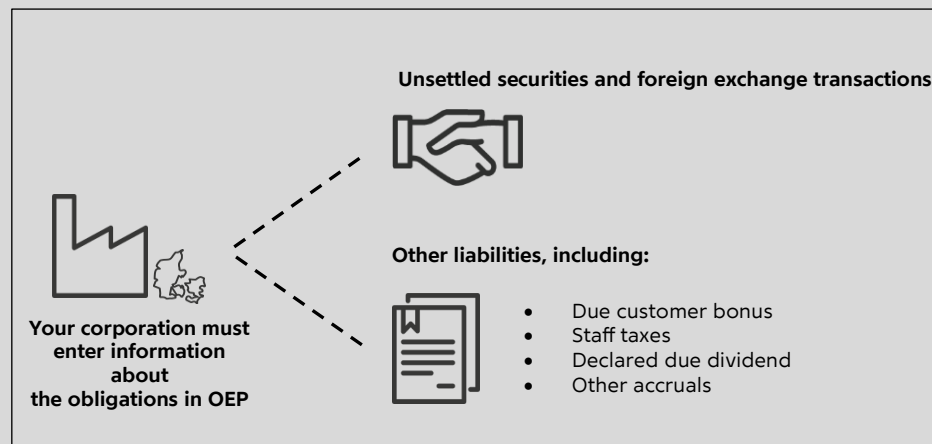 Unsettled securities and foreign exchange transactions
Other liabilities, including:
• Due customer bonus
• Staff taxes
• Declared due dividend
• Other accruals
Your corporation must
enter information
about
the obligations in OEP